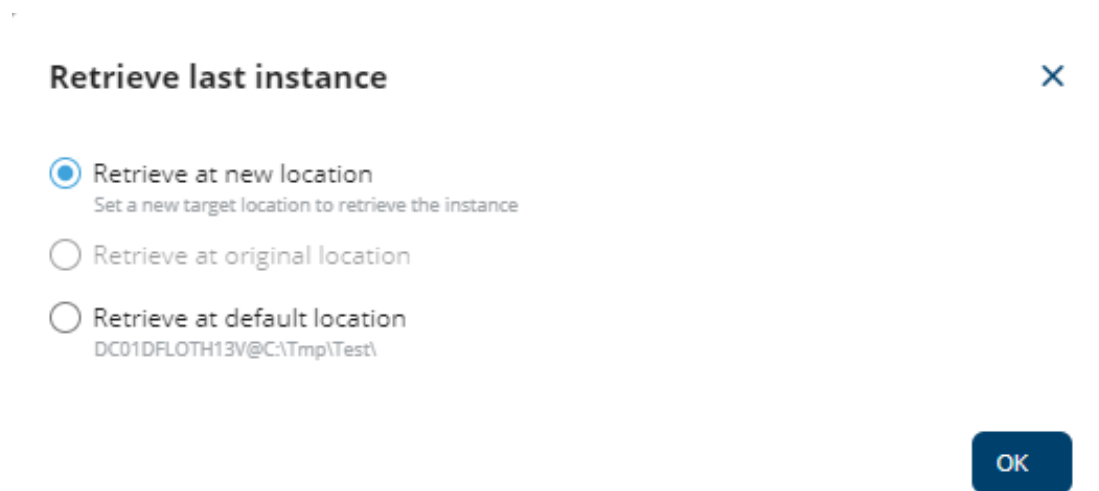 Retrieve last instance
Retrieve at new location
Set a new target location to retrieve the instance
Retrieve at original location
Retrieve at default location
DC01DFLOTH13V@C:\Tmp\Test\
OK